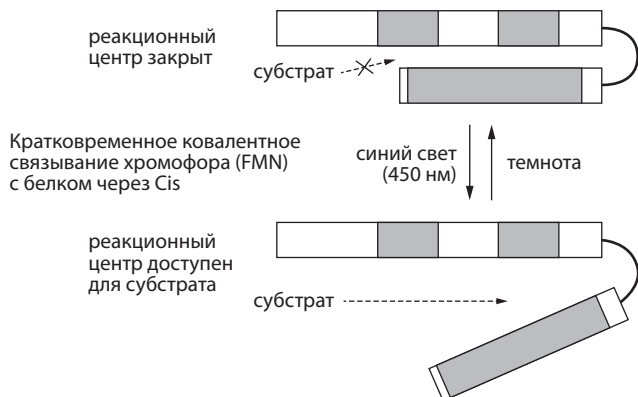 реакционный
центр закрыт
субстрат
Кратковременное ковалентное
связывание хромофора (FMN)
с белком через Cis
синий свет
(450 нм)
темнота
реакционный
центр доступен
для субстрата
субстрат